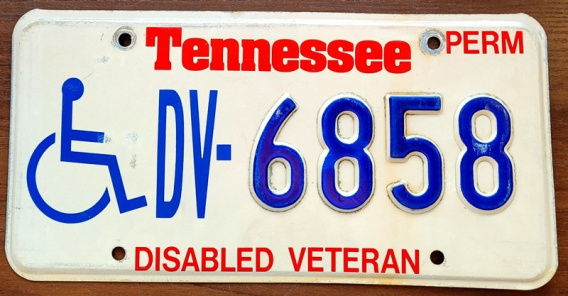 Tennessee PERM
DV-6858
DISABLED VETERAN